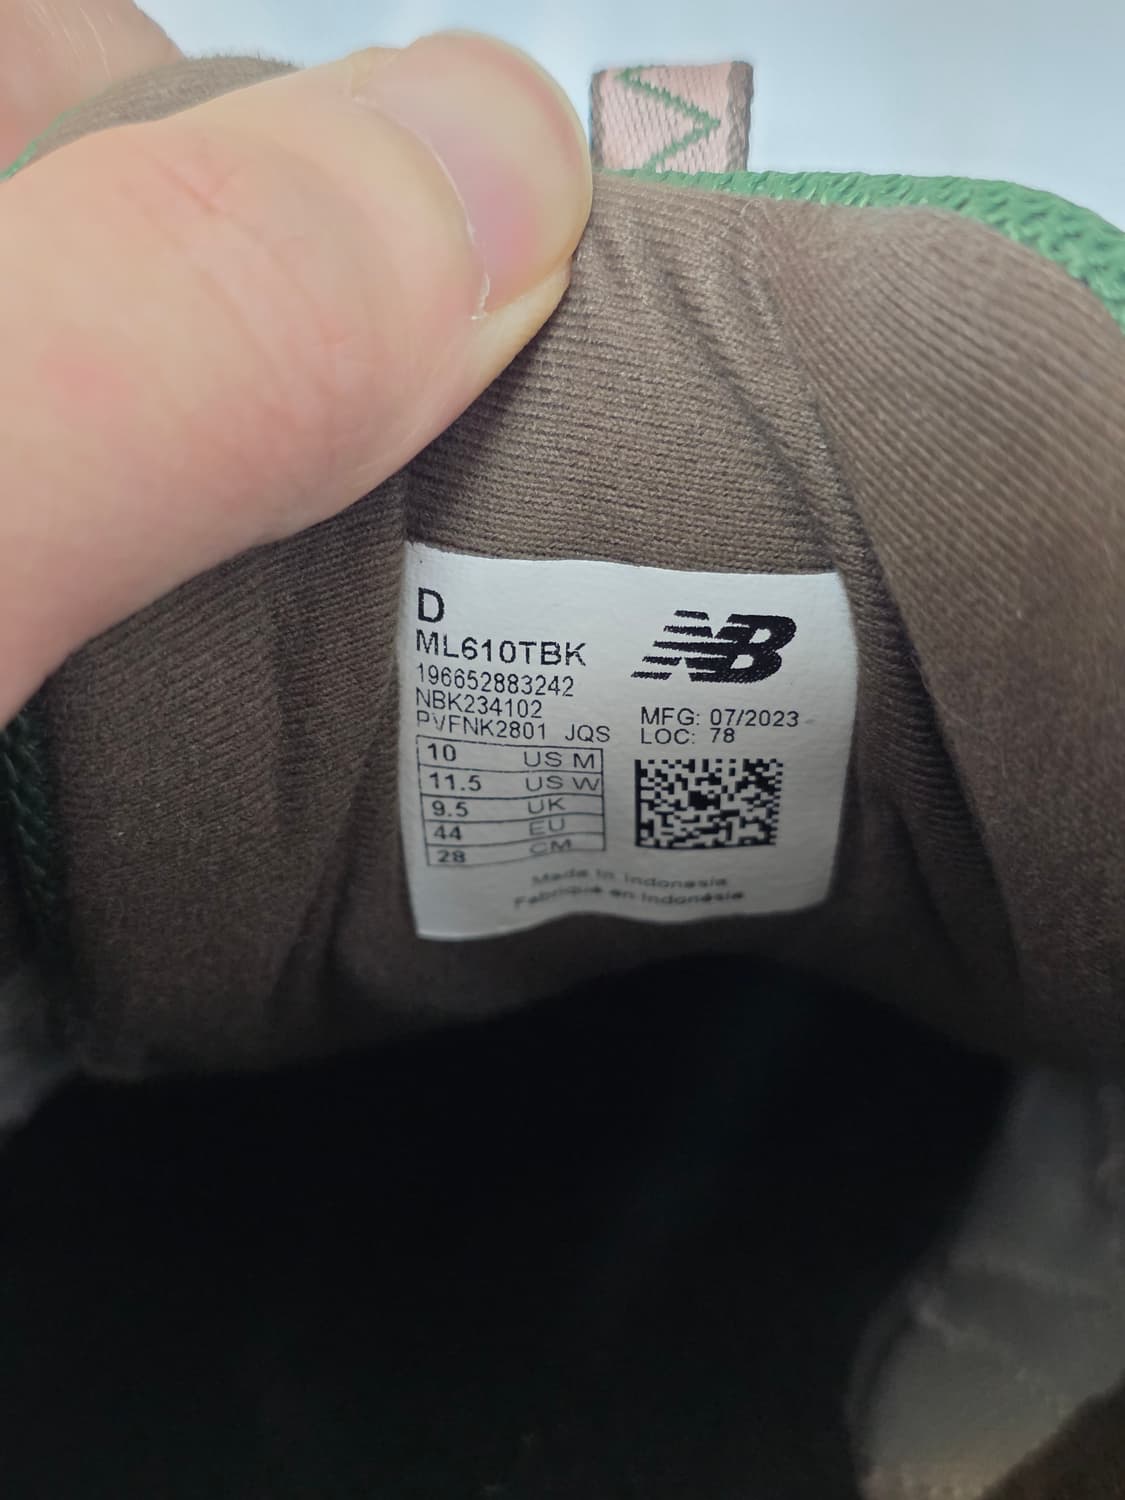 D
ML610TBK
196652883242
NBK234102
PVFNK2801 JQS
10 US M
11.5 US W
9.5 UK
44 EU
28 CM
NB
MFG: 07/2023
LOC: 78
Made in Indonesia
Fabriqué en Indonésie